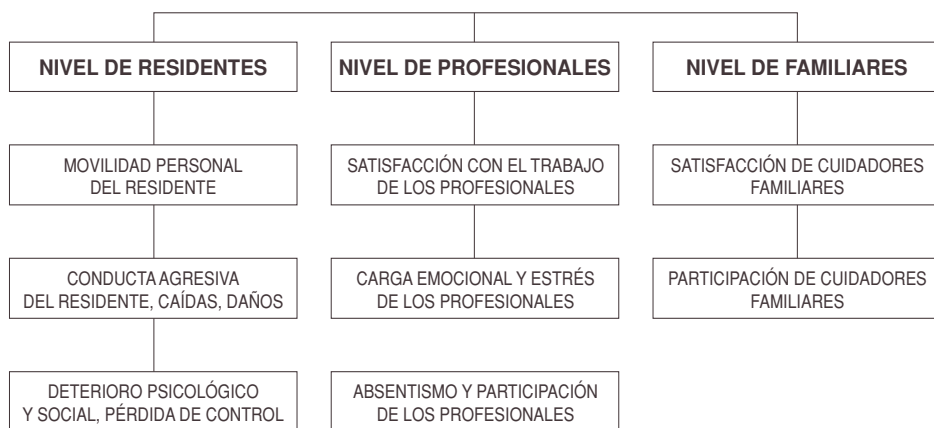 NIVEL DE RESIDENTES
NIVEL DE PROFESIONALES
NIVEL DE FAMILIARES
MOVILIDAD PERSONAL
DEL RESIDENTE
SATISFACCIÓN CON EL TRABAJO
DE LOS PROFESIONALES
SATISFACCIÓN DE CUIDADORES
FAMILIARES
CONDUCTA AGRESIVA
DEL RESIDENTE, CAÍDAS, DAÑOS
CARGA EMOCIONAL Y ESTRÉS
DE LOS PROFESIONALES
PARTICIPACIÓN DE CUIDADORES
FAMILIARES
DETERIORO PSICOLÓGICO
Y SOCIAL, PÉRDIDA DE CONTROL
ABSENTISMO Y PARTICIPACIÓN
DE LOS PROFESIONALES